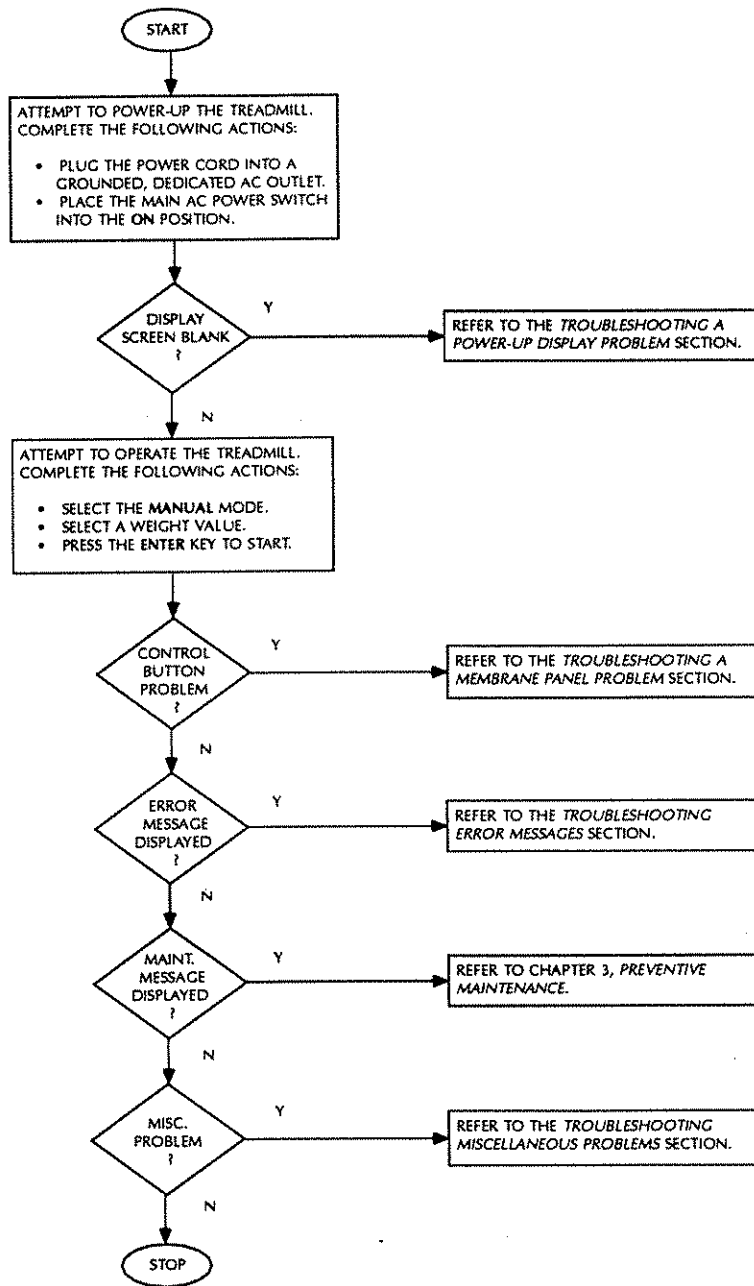 START
ATTEMPT TO POWER-UP THE TREADMILL.
COMPLETE THE FOLLOWING ACTIONS:
• PLUG THE POWER CORD INTO A
GROUNDED, DEDICATED AC OUTLET.
• PLACE THE MAIN AC POWER SWITCH
INTO THE ON POSITION.
DISPLAY
SCREEN BLANK
?
Y
REFER TO THE TROUBLESHOOTING A
POWER-UP DISPLAY PROBLEM SECTION.
N
ATTEMPT TO OPERATE THE TREADMILL.
COMPLETE THE FOLLOWING ACTIONS:
• SELECT THE MANUAL MODE.
• SELECT A WEIGHT VALUE.
• PRESS THE ENTER KEY TO START.
CONTROL
BUTTON
PROBLEM
?
Y
REFER TO THE TROUBLESHOOTING A
MEMBRANE PANEL PROBLEM SECTION.
N
ERROR
MESSAGE
DISPLAYED
?
Y
REFER TO THE TROUBLESHOOTING
ERROR MESSAGES SECTION.
N
MAINT.
MESSAGE
DISPLAYED
?
Y
REFER TO CHAPTER 3, PREVENTIVE
MAINTENANCE.
N
MISC.
PROBLEM
?
Y
REFER TO THE TROUBLESHOOTING
MISCELLANEOUS PROBLEMS SECTION.
N
STOP